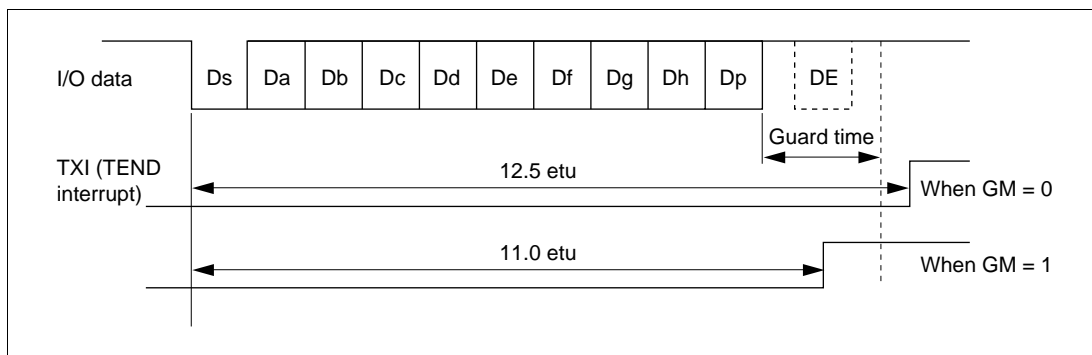 I/O data
Ds Da Db Dc Dd De Df Dg Dh Dp DE
Guard time
TXI (TEND
interrupt)
12.5 etu
When GM = 0
11.0 etu
When GM = 1